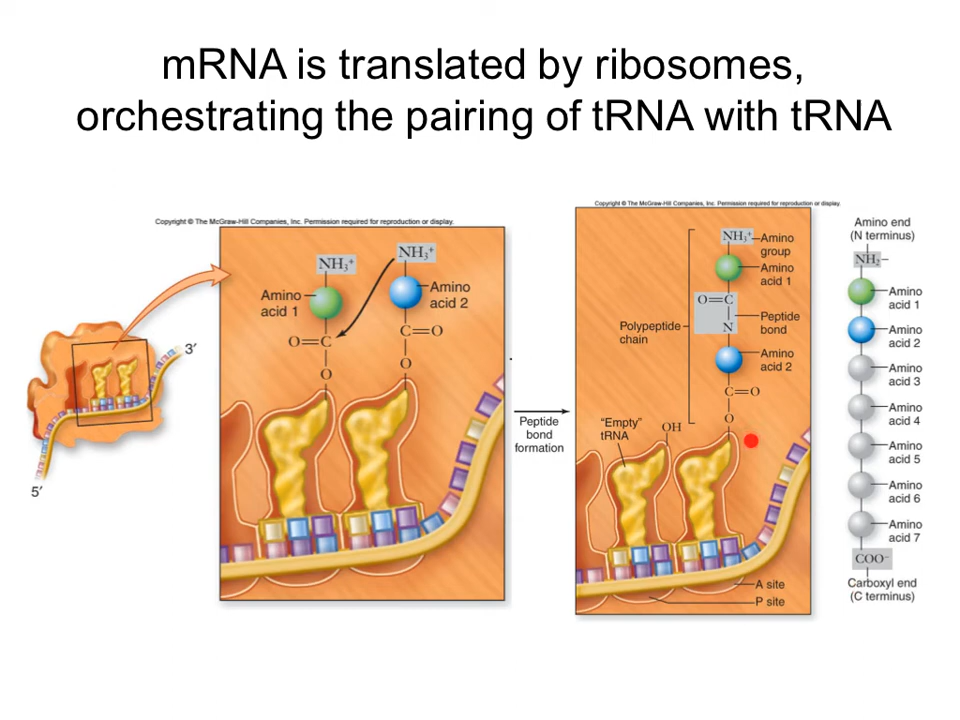 mRNA is translated by ribosomes,
orchestrating the pairing of tRNA with tRNA
Copyright © The McGraw-Hill Companies, Inc. Permission required for reproduction or display.
3′
5′
NH₃⁺
NH₃⁺
Amino
acid 1
Amino
acid 2
O=C
C=O
O
O
Peptide
bond
formation
Copyright © The McGraw-Hill Companies, Inc. Permission required for reproduction or display.
NH₃⁺
Amino
group
Amino
acid 1
O=C
N
Peptide
bond
Polypeptide
chain
Amino
acid 2
C=O
O
"Empty"
tRNA
OH
A site
P site
Amino end
(N terminus)
NH₃–
Amino
acid 1
Amino
acid 2
Amino
acid 3
Amino
acid 4
Amino
acid 5
Amino
acid 6
Amino
acid 7
COO⁻
Carboxyl end
(C terminus)